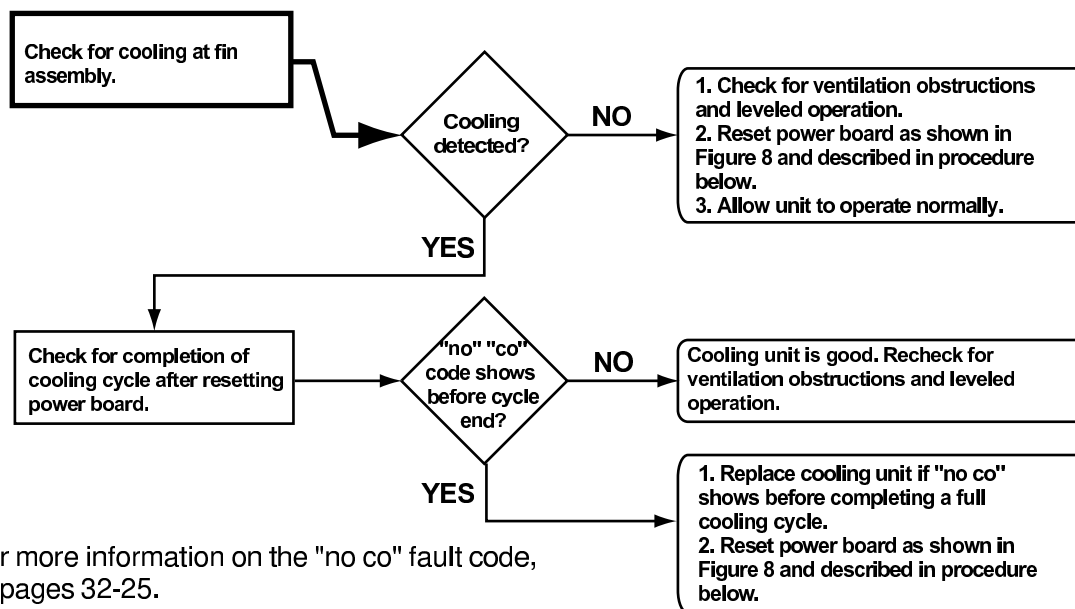 Check for cooling at fin
assembly.
Cooling
detected?
NO
1. Check for ventilation obstructions
and leveled operation.
2. Reset power board as shown in
Figure 8 and described in procedure
below.
3. Allow unit to operate normally.
YES
Check for completion of
cooling cycle after resetting
power board.
"no" "co"
code shows
before cycle
end?
NO
Cooling unit is good. Recheck for
ventilation obstructions and leveled
operation.
YES
1. Replace cooling unit if "no co"
shows before completing a full
cooling cycle.
2. Reset power board as shown in
Figure 8 and described in procedure
below.
r more information on the "no co" fault code,
pages 32-25.